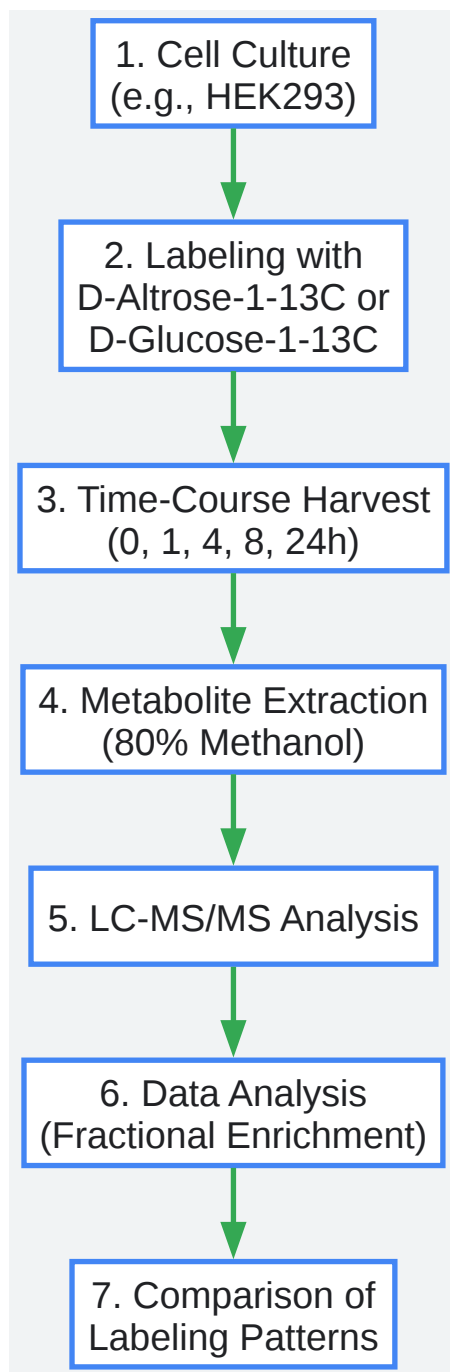 1. Cell Culture
(e.g., HEK293)
2. Labeling with
D-Altrose-1-13C or
D-Glucose-1-13C
3. Time-Course Harvest
(0, 1, 4, 8, 24h)
4. Metabolite Extraction
(80% Methanol)
5. LC-MS/MS Analysis
6. Data Analysis
(Fractional Enrichment)
7. Comparison of
Labeling Patterns